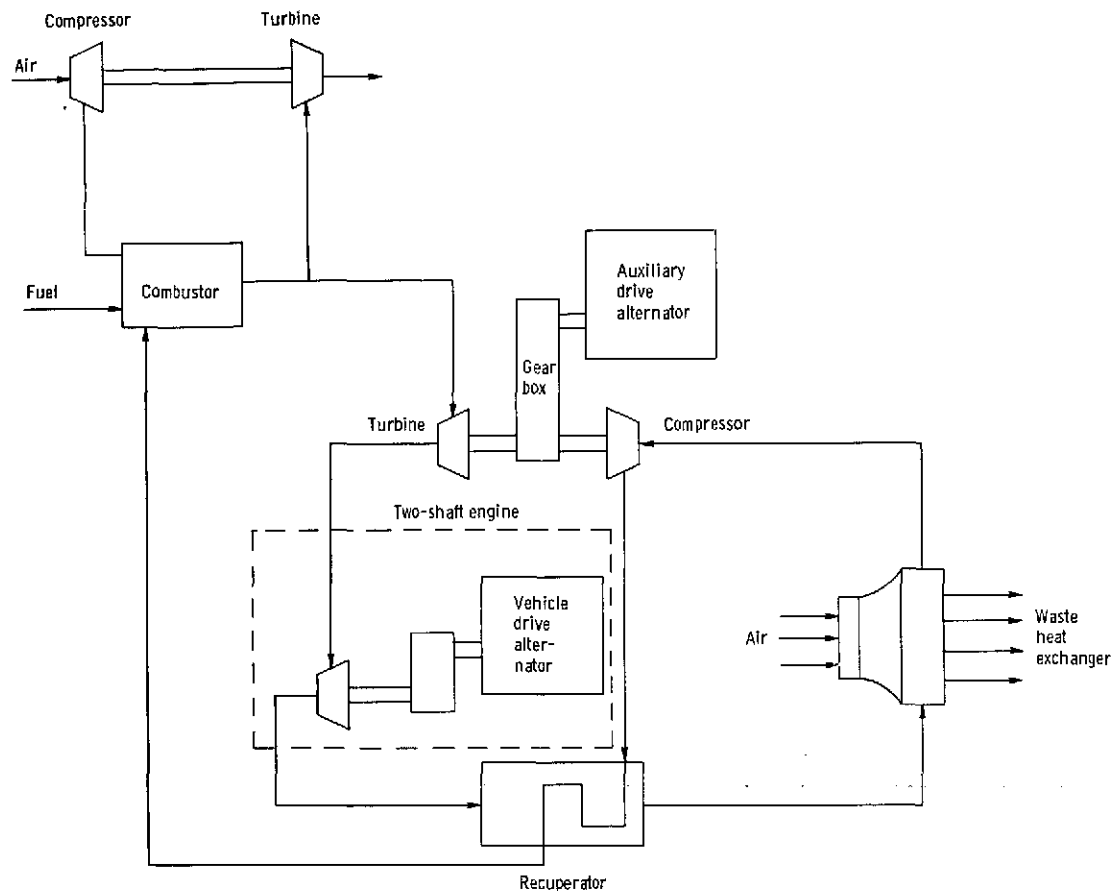 Compressor
Turbine
Air
Fuel
Combustor
Auxiliary
drive
alternator
Gear
box
Turbine
Compressor
Two-shaft engine
Vehicle
drive
alter-
nator
Air
Waste
heat
exchanger
Recuperator